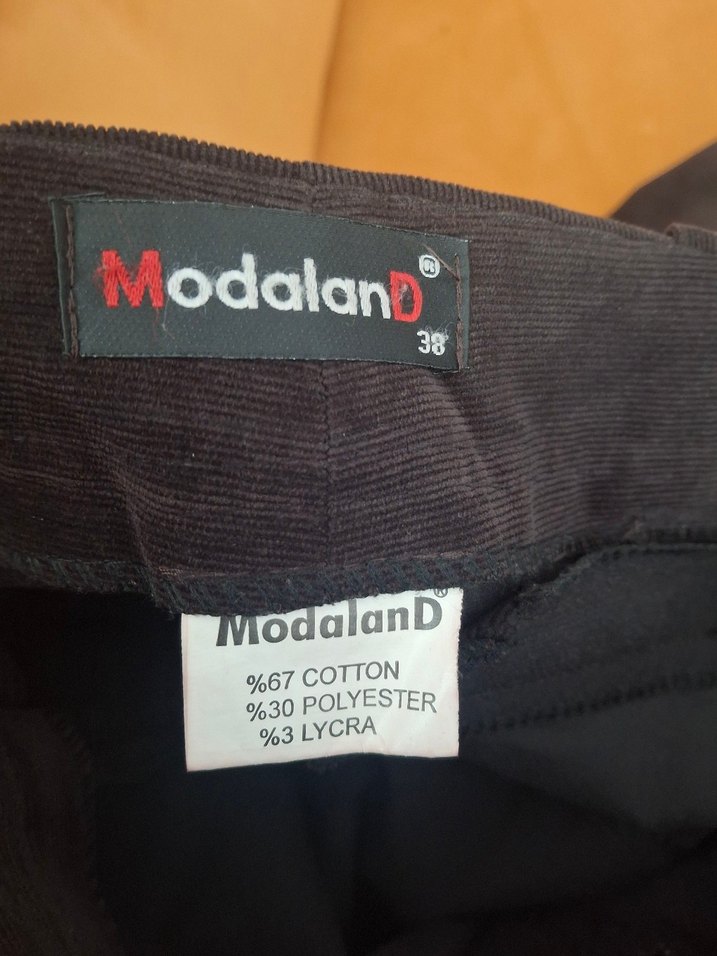 ModalanD®
38
ModalanD®
%67 COTTON
%30 POLYESTER
%3 LYCRA